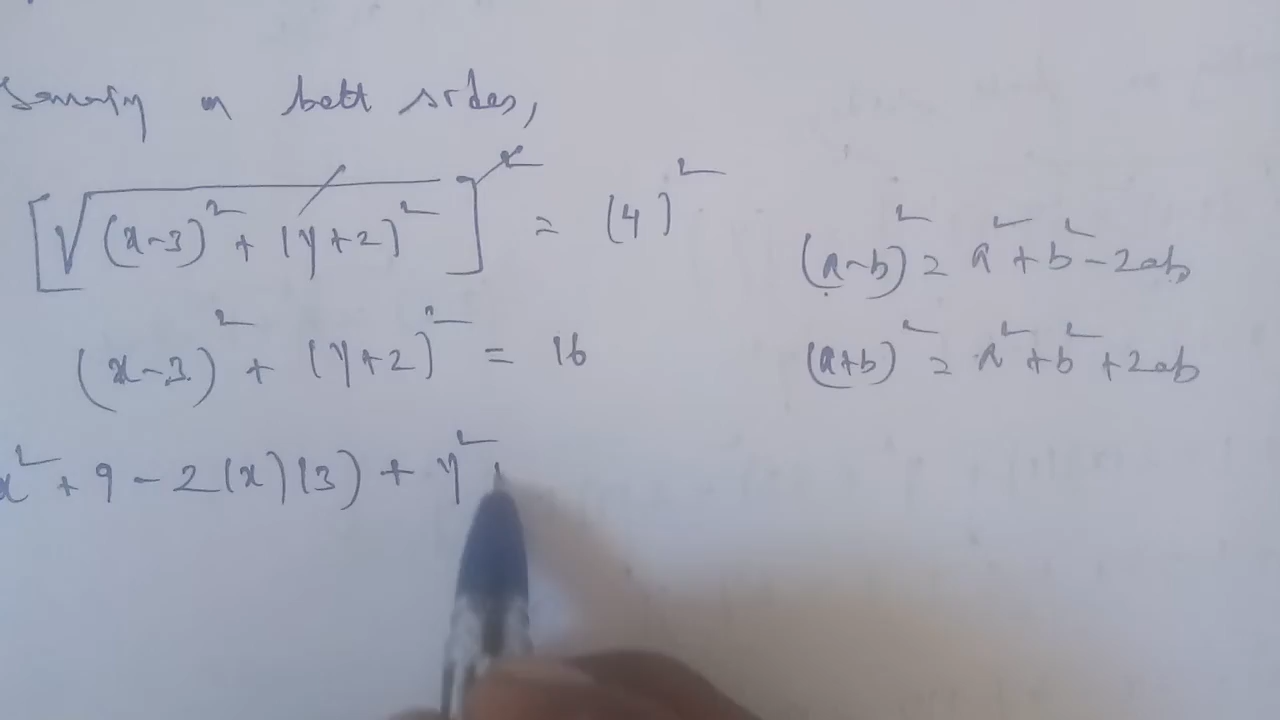 on both sides,
[√(x-3)² + (y+2)²]² = (4)²
(a-b)² = a²+b²-2ab
(x-3)² + (y+2)² = 16
(a+b)² = a²+b²+2ab
x² + 9 - 2(x)(3) + y²